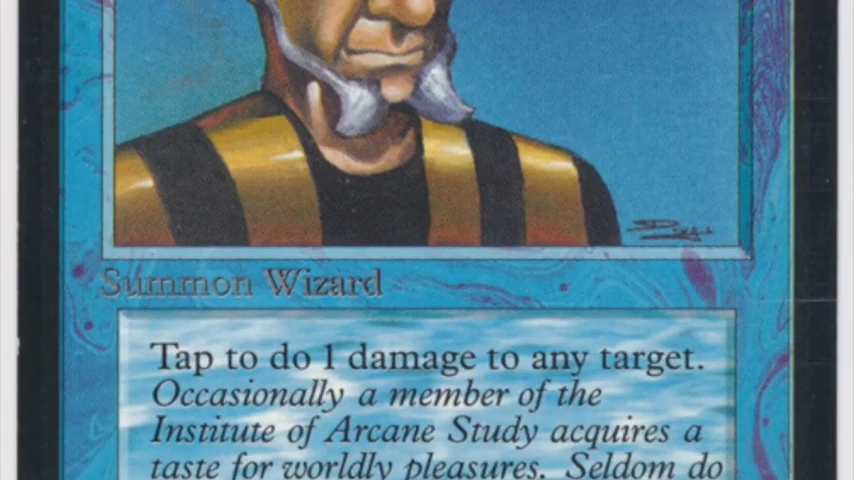 Summon Wizard
Tap to do 1 damage to any target.
Occasionally a member of the
Institute of Arcane Study acquires a
taste for worldly pleasures. Seldom do